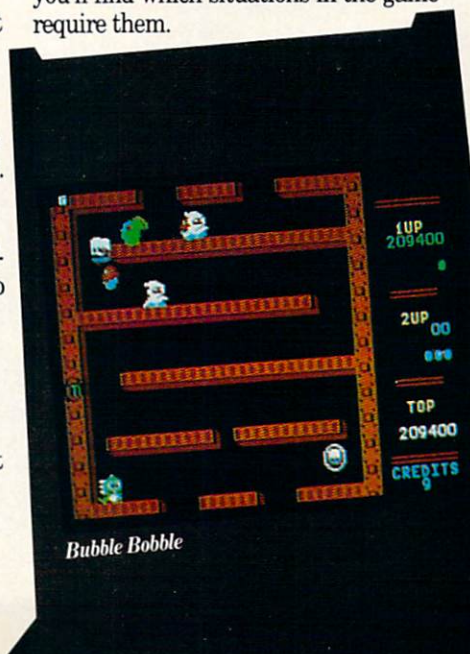 you'll find which situations in the game
require them.
1UP
209400
2UP
00
TOP
209400
CREDITS
9
Bubble Bobble